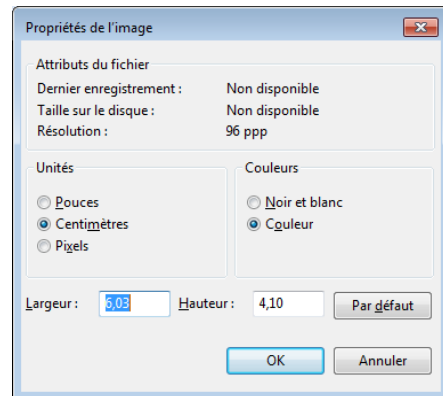 Propriétés de l'image
Attributs du fichier
Dernier enregistrement : Non disponible
Taille sur le disque : Non disponible
Résolution : 96 ppp
Unités
Pouces
Centimètres
Pixels
Couleurs
Noir et blanc
Couleur
Largeur : 6,03 Hauteur : 4,10 Par défaut
OK Annuler